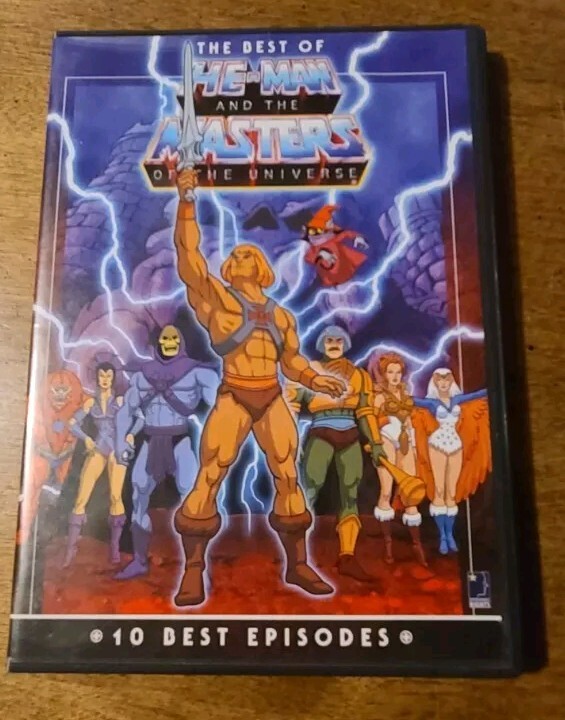 THE BEST OF
HE-MAN
AND THE
MASTERS
OF THE UNIVERSE
10 BEST EPISODES